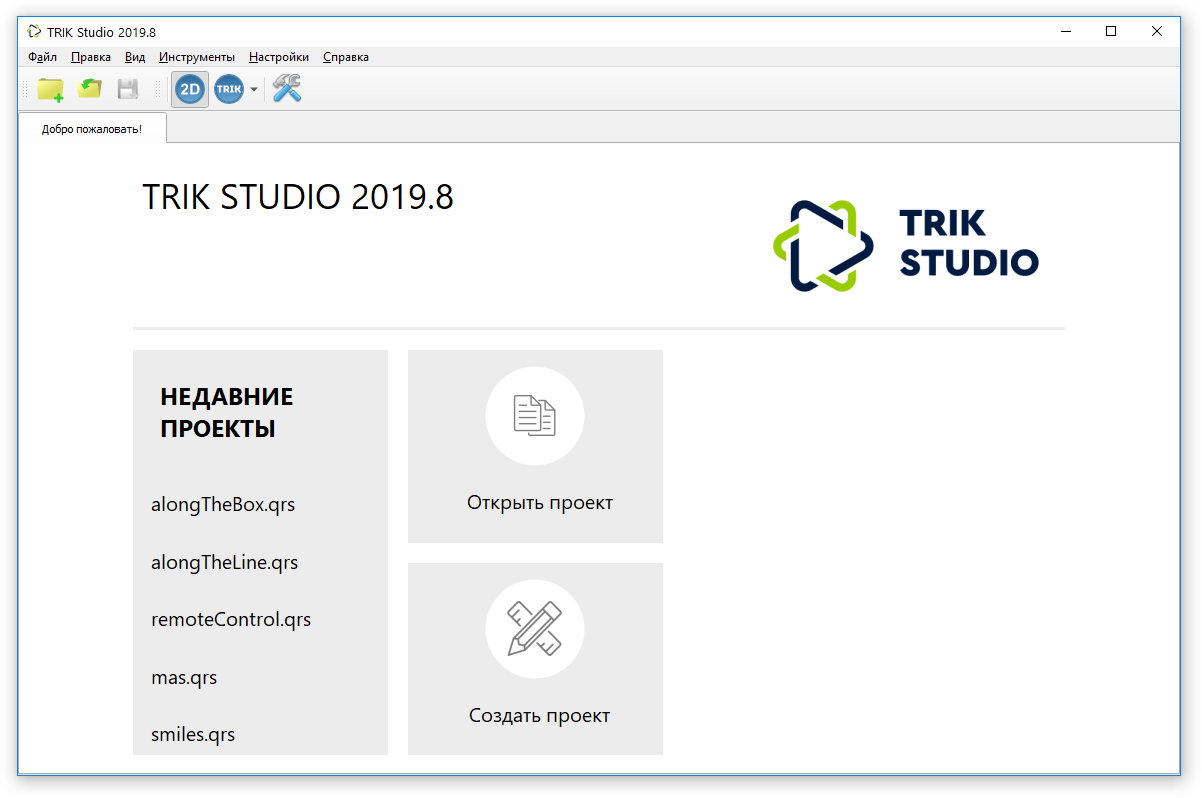 TRIK Studio 2019.8
Файл Правка Вид Инструменты Настройки Справка
2D TRIK
Добро пожаловать!
TRIK STUDIO 2019.8
TRIK
STUDIO
НЕДАВНИЕ
ПРОЕКТЫ
alongTheBox.qrs
alongTheLine.qrs
remoteControl.qrs
mas.qrs
smiles.qrs
Открыть проект
Создать проект